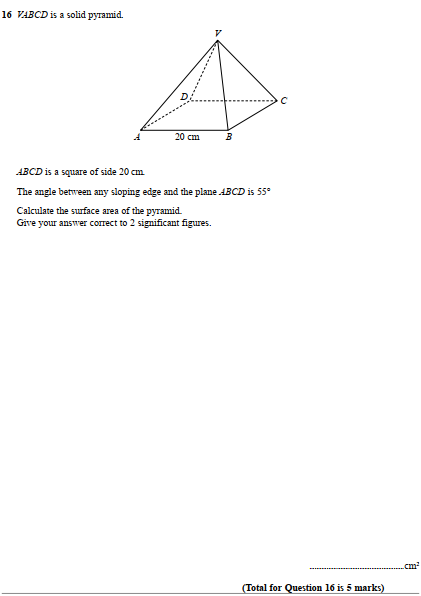 16 VABCD is a solid pyramid.
V
D
C
A
20 cm
B
ABCD is a square of side 20 cm.
The angle between any sloping edge and the plane ABCD is 55°
Calculate the surface area of the pyramid.
Give your answer correct to 2 significant figures.
..........................................cm²
(Total for Question 16 is 5 marks)